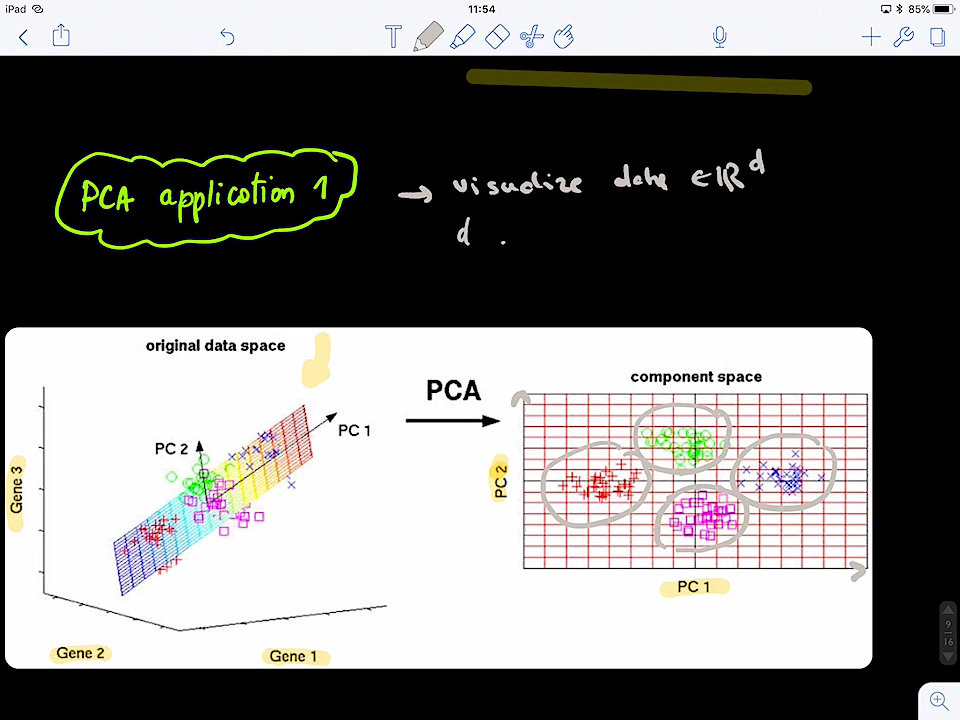 iPad 11:54 85%
T
PCA application 1 → visualize data ∈ ℝᵈ
d .
original data space
PCA
component space
PC 1
PC 2
Gene 3
PC 2
PC 1
Gene 2
Gene 1
9
16